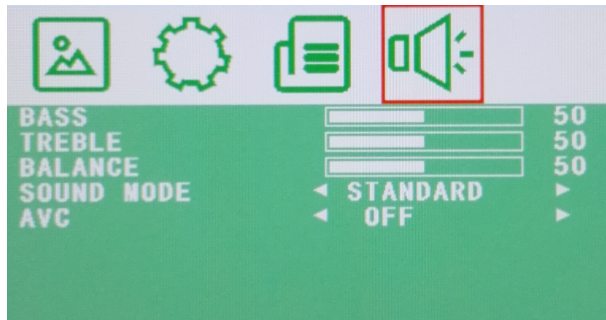 BASS 50
TREBLE 50
BALANCE 50
SOUND MODE ◄ STANDARD ►
AVC ◄ OFF ►